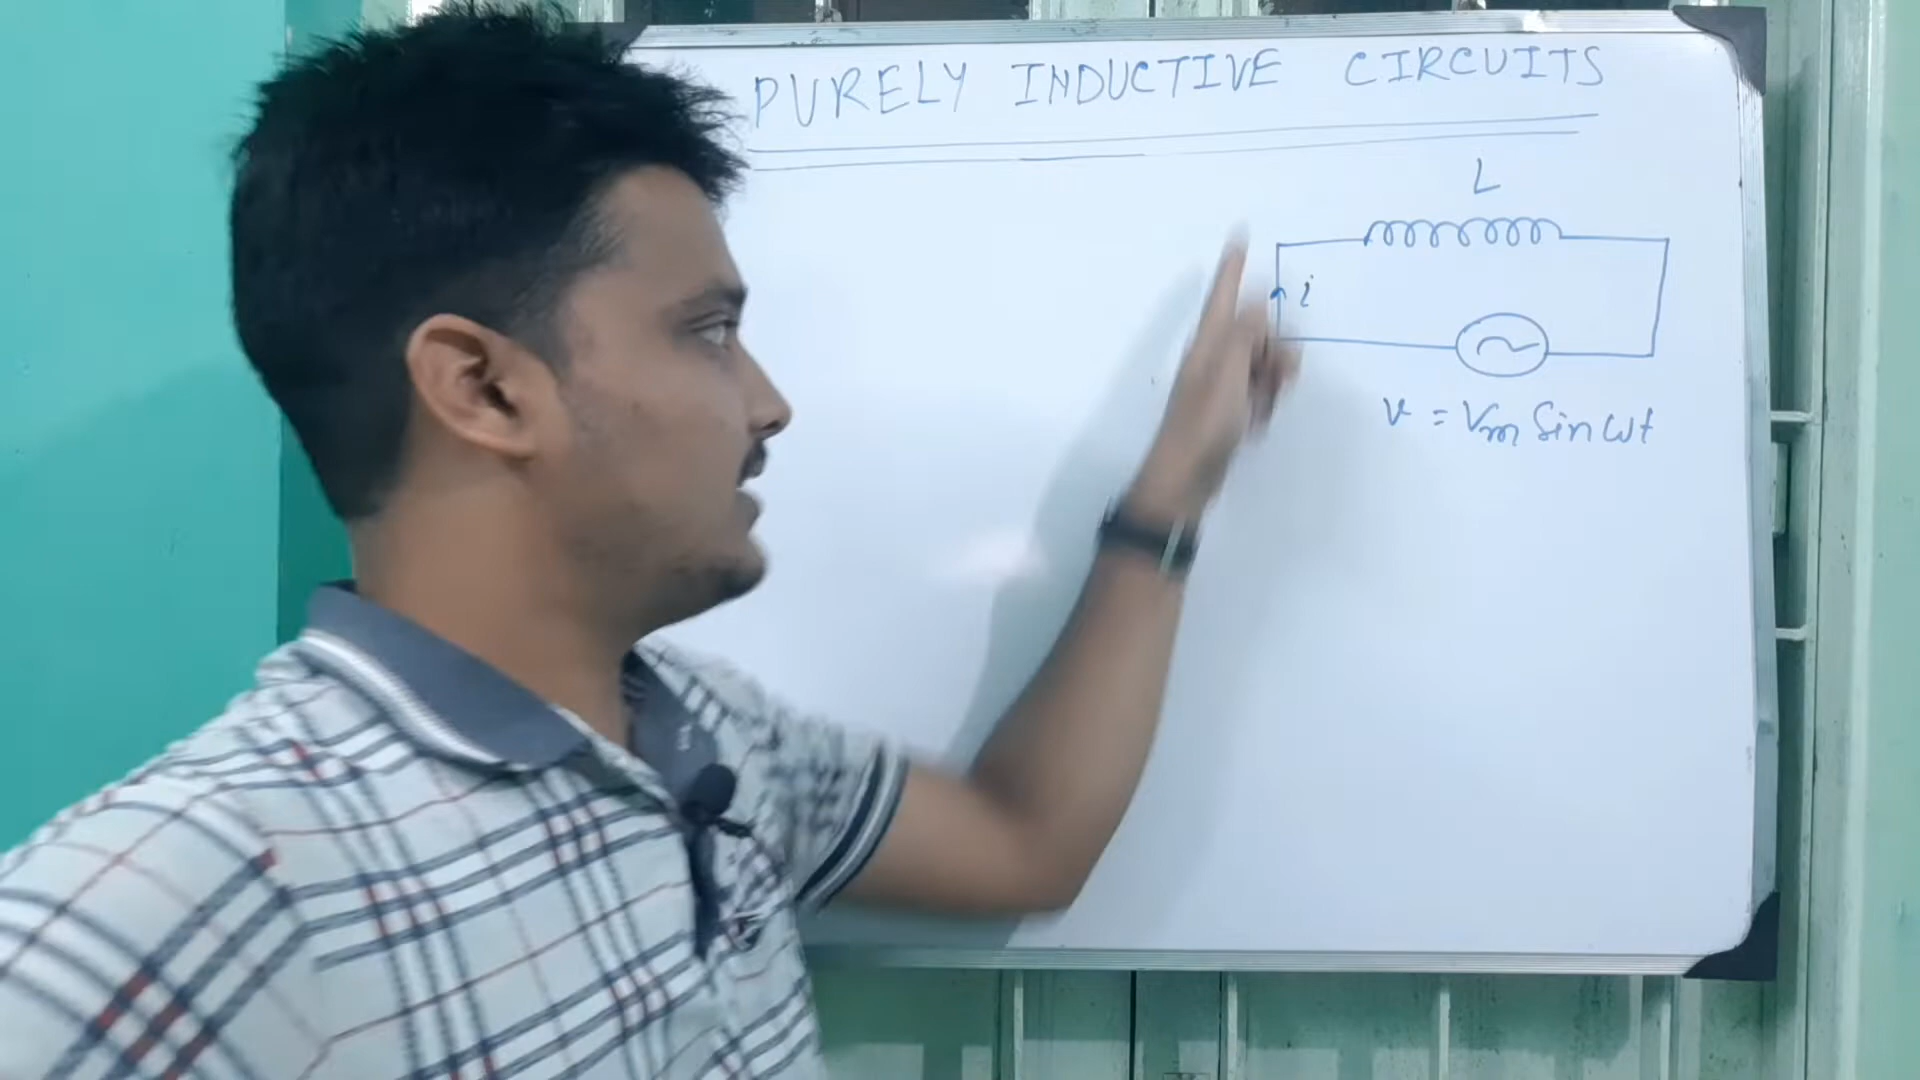 PURELY INDUCTIVE CIRCUITS
L
i
v = Vm Sin ωt